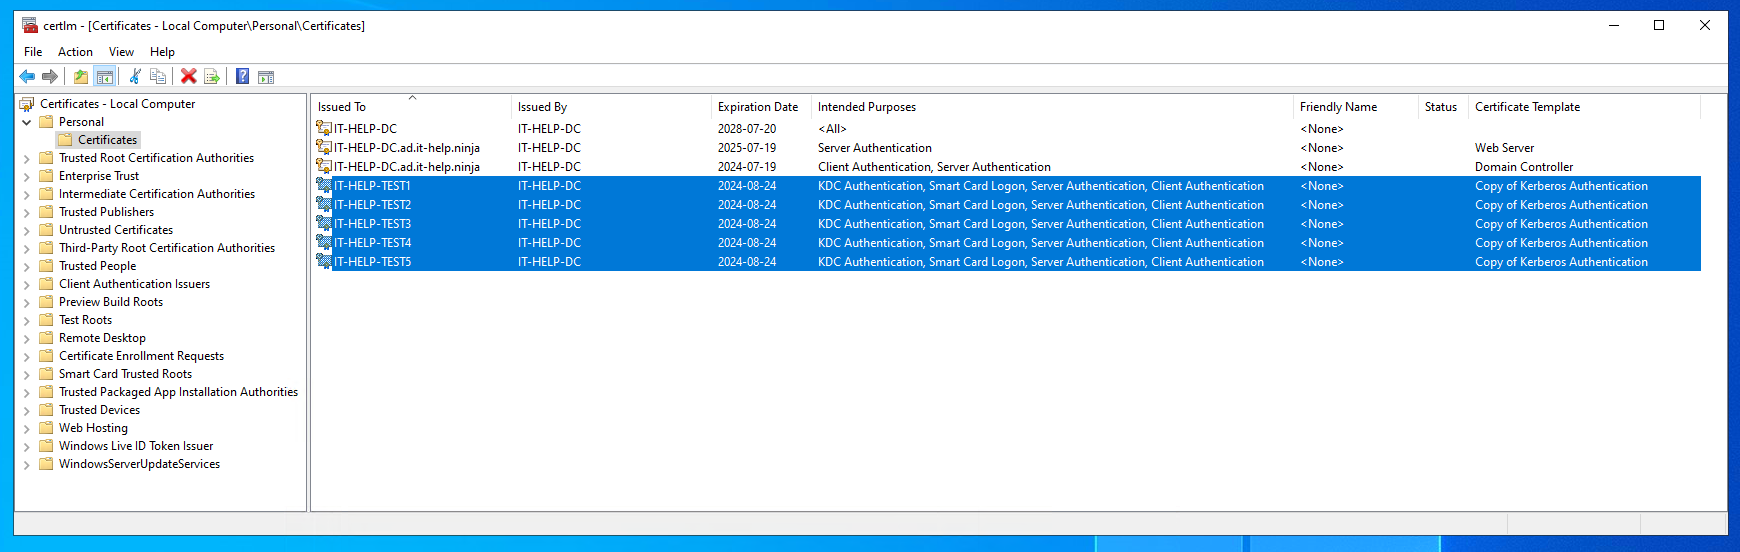 certlm - [Certificates - Local Computer\Personal\Certificates]
File Action View Help
Certificates - Local Computer
Personal
Certificates
Trusted Root Certification Authorities
Enterprise Trust
Intermediate Certification Authorities
Trusted Publishers
Untrusted Certificates
Third-Party Root Certification Authorities
Trusted People
Client Authentication Issuers
Preview Build Roots
Test Roots
Remote Desktop
Certificate Enrollment Requests
Smart Card Trusted Roots
Trusted Packaged App Installation Authorities
Trusted Devices
Web Hosting
Windows Live ID Token Issuer
WindowsServerUpdateServices
Issued To Issued By Expiration Date Intended Purposes Friendly Name Status Certificate Template
IT-HELP-DC IT-HELP-DC 2028-07-20 <All> <None>
IT-HELP-DC.ad.it-help.ninja IT-HELP-DC 2025-07-19 Server Authentication <None> Web Server
IT-HELP-DC.ad.it-help.ninja IT-HELP-DC 2024-07-19 Client Authentication, Server Authentication <None> Domain Controller
IT-HELP-TEST1 IT-HELP-DC 2024-08-24 KDC Authentication, Smart Card Logon, Server Authentication, Client Authentication <None> Copy of Kerberos Authentication
IT-HELP-TEST2 IT-HELP-DC 2024-08-24 KDC Authentication, Smart Card Logon, Server Authentication, Client Authentication <None> Copy of Kerberos Authentication
IT-HELP-TEST3 IT-HELP-DC 2024-08-24 KDC Authentication, Smart Card Logon, Server Authentication, Client Authentication <None> Copy of Kerberos Authentication
IT-HELP-TEST4 IT-HELP-DC 2024-08-24 KDC Authentication, Smart Card Logon, Server Authentication, Client Authentication <None> Copy of Kerberos Authentication
IT-HELP-TEST5 IT-HELP-DC 2024-08-24 KDC Authentication, Smart Card Logon, Server Authentication, Client Authentication <None> Copy of Kerberos Authentication